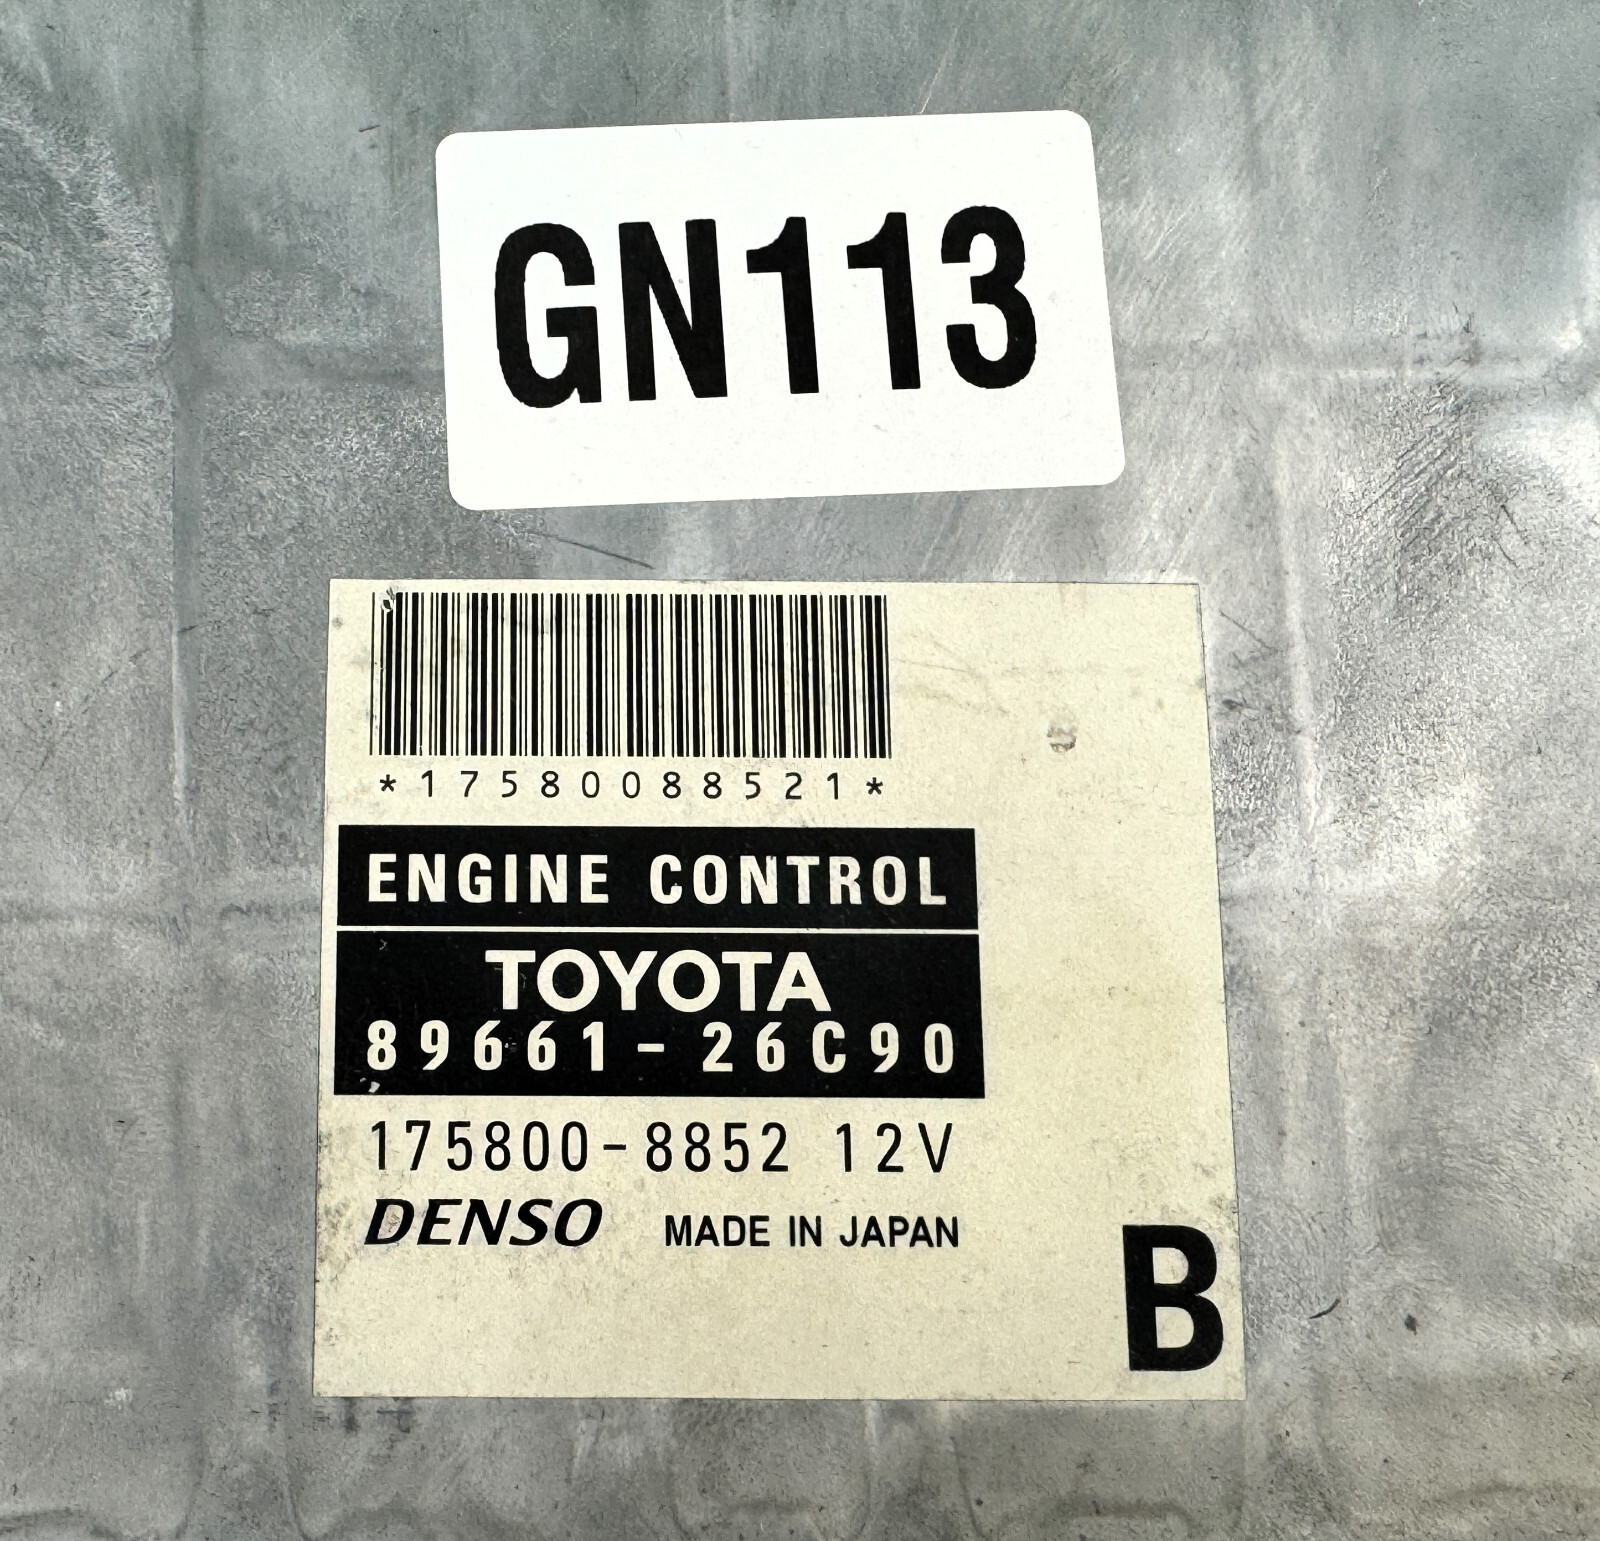 GN113
*17580088521*
ENGINE CONTROL
TOYOTA
89661-26C90
175800-8852 12V
DENSO MADE IN JAPAN
B